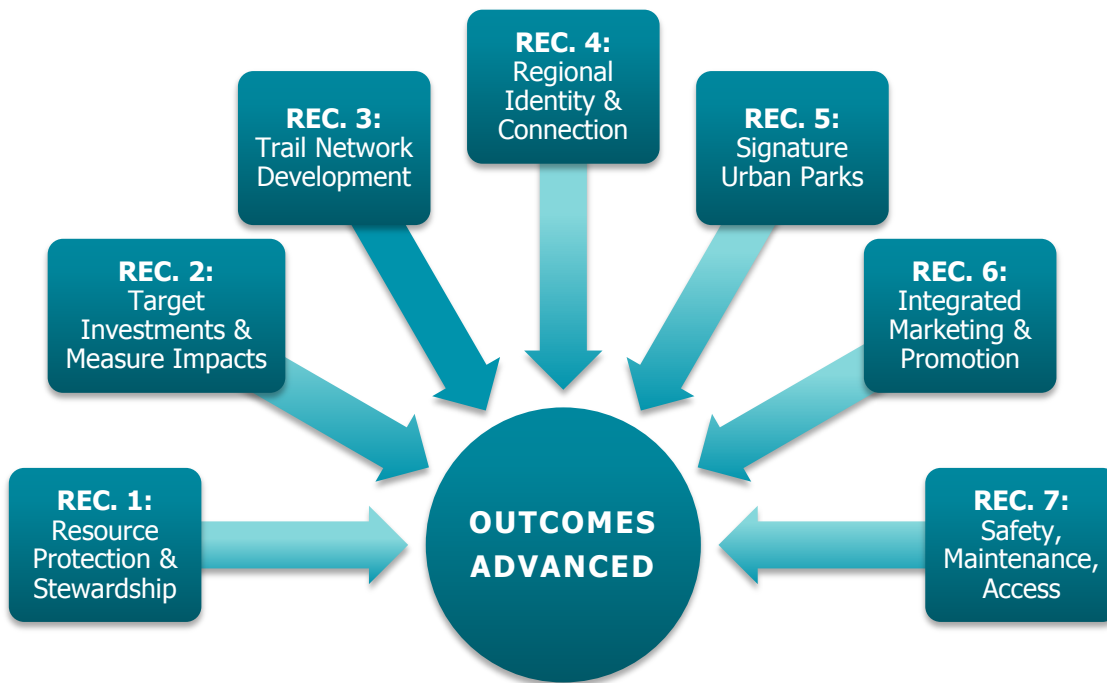 REC. 1:
Resource
Protection &
Stewardship
REC. 2:
Target
Investments &
Measure Impacts
REC. 3:
Trail Network
Development
REC. 4:
Regional
Identity &
Connection
REC. 5:
Signature
Urban Parks
REC. 6:
Integrated
Marketing &
Promotion
REC. 7:
Safety,
Maintenance,
Access
OUTCOMES
ADVANCED